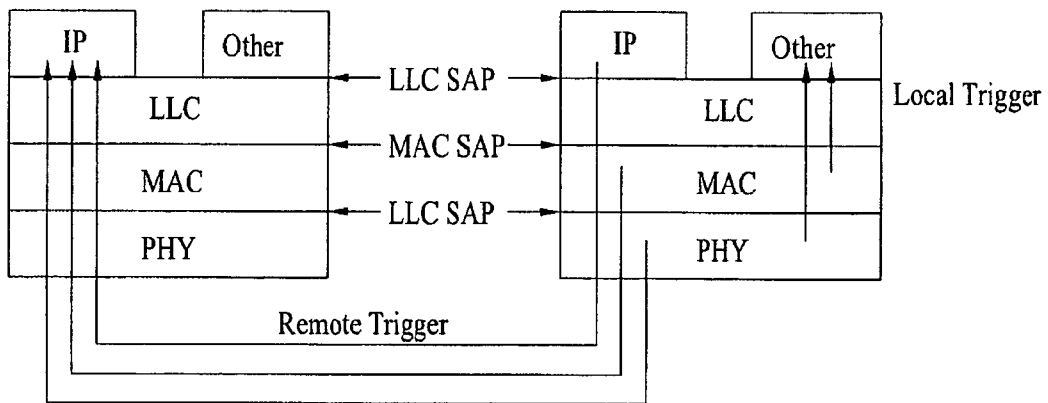 IP
Other
IP
Other
LLC SAP
LLC
LLC
Local Trigger
MAC SAP
MAC
MAC
LLC SAP
PHY
PHY
Remote Trigger